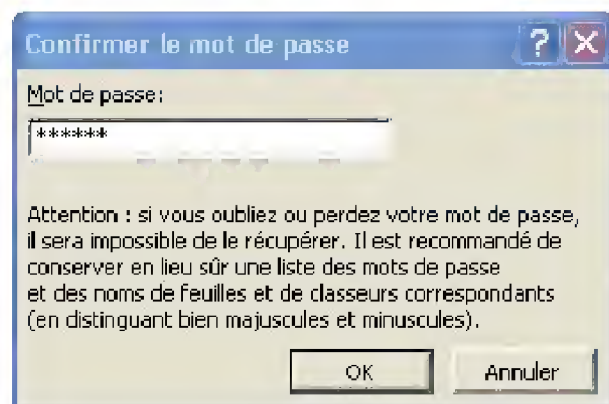 Confirmer le mot de passe
Mot de passe:
******
Attention : si vous oubliez ou perdez votre mot de passe,
il sera impossible de le récupérer. Il est recommandé de
conserver en lieu sûr une liste des mots de passe
et des noms de feuilles et de classeurs correspondants
(en distinguant bien majuscules et minuscules).
OK Annuler